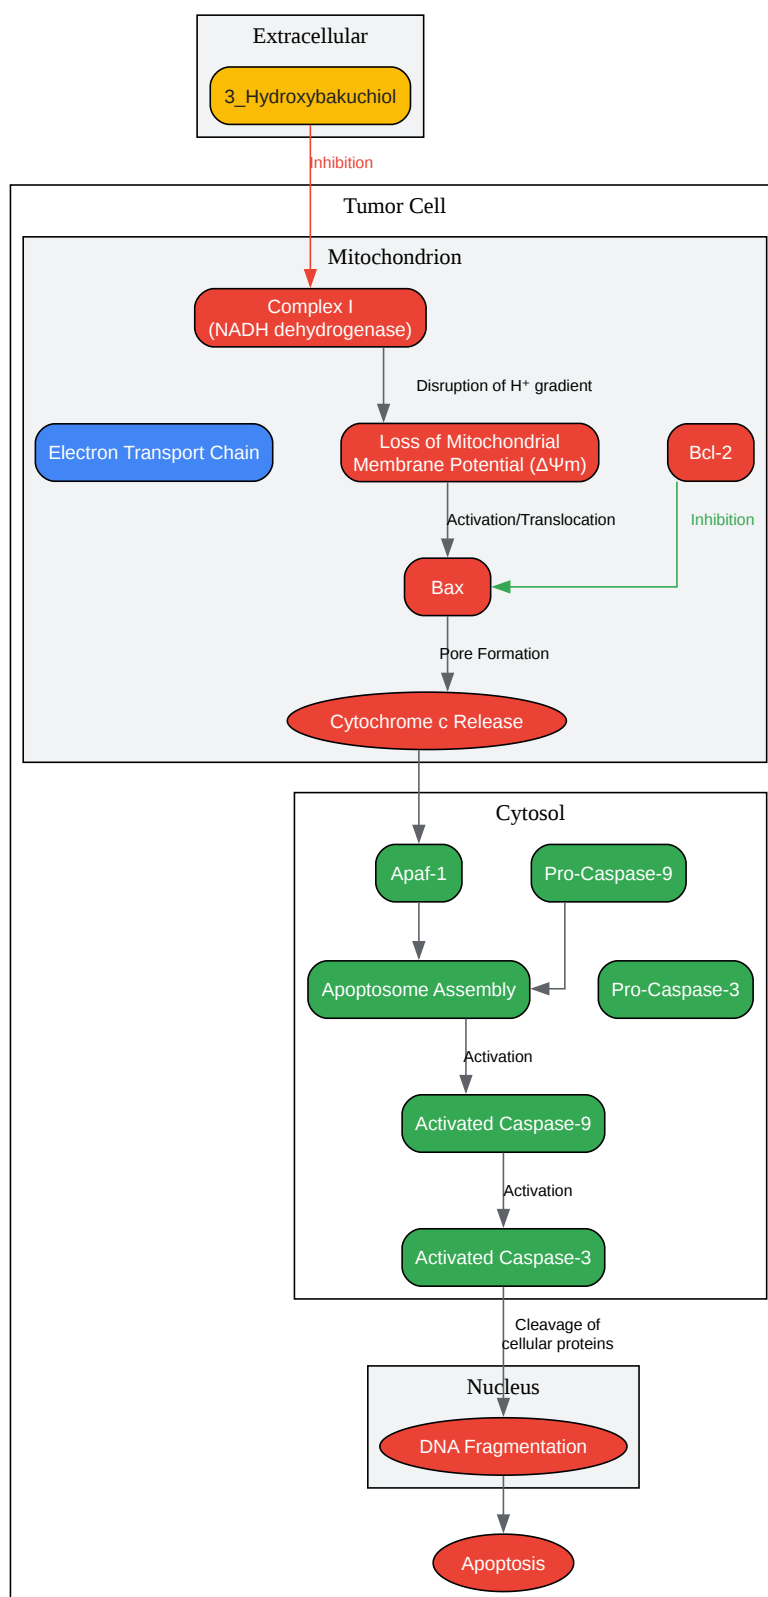 Extracellular
3_Hydroxybakuchiol
Inhibition
Tumor Cell
Mitochondrion
Complex I
(NADH dehydrogenase)
Disruption of H⁺ gradient
Electron Transport Chain
Loss of Mitochondrial
Membrane Potential (ΔΨm)
Bcl-2
Activation/Translocation
Inhibition
Bax
Pore Formation
Cytochrome c Release
Cytosol
Apaf-1
Pro-Caspase-9
Apoptosome Assembly
Pro-Caspase-3
Activation
Activated Caspase-9
Activation
Activated Caspase-3
Cleavage of
cellular proteins
Nucleus
DNA Fragmentation
Apoptosis